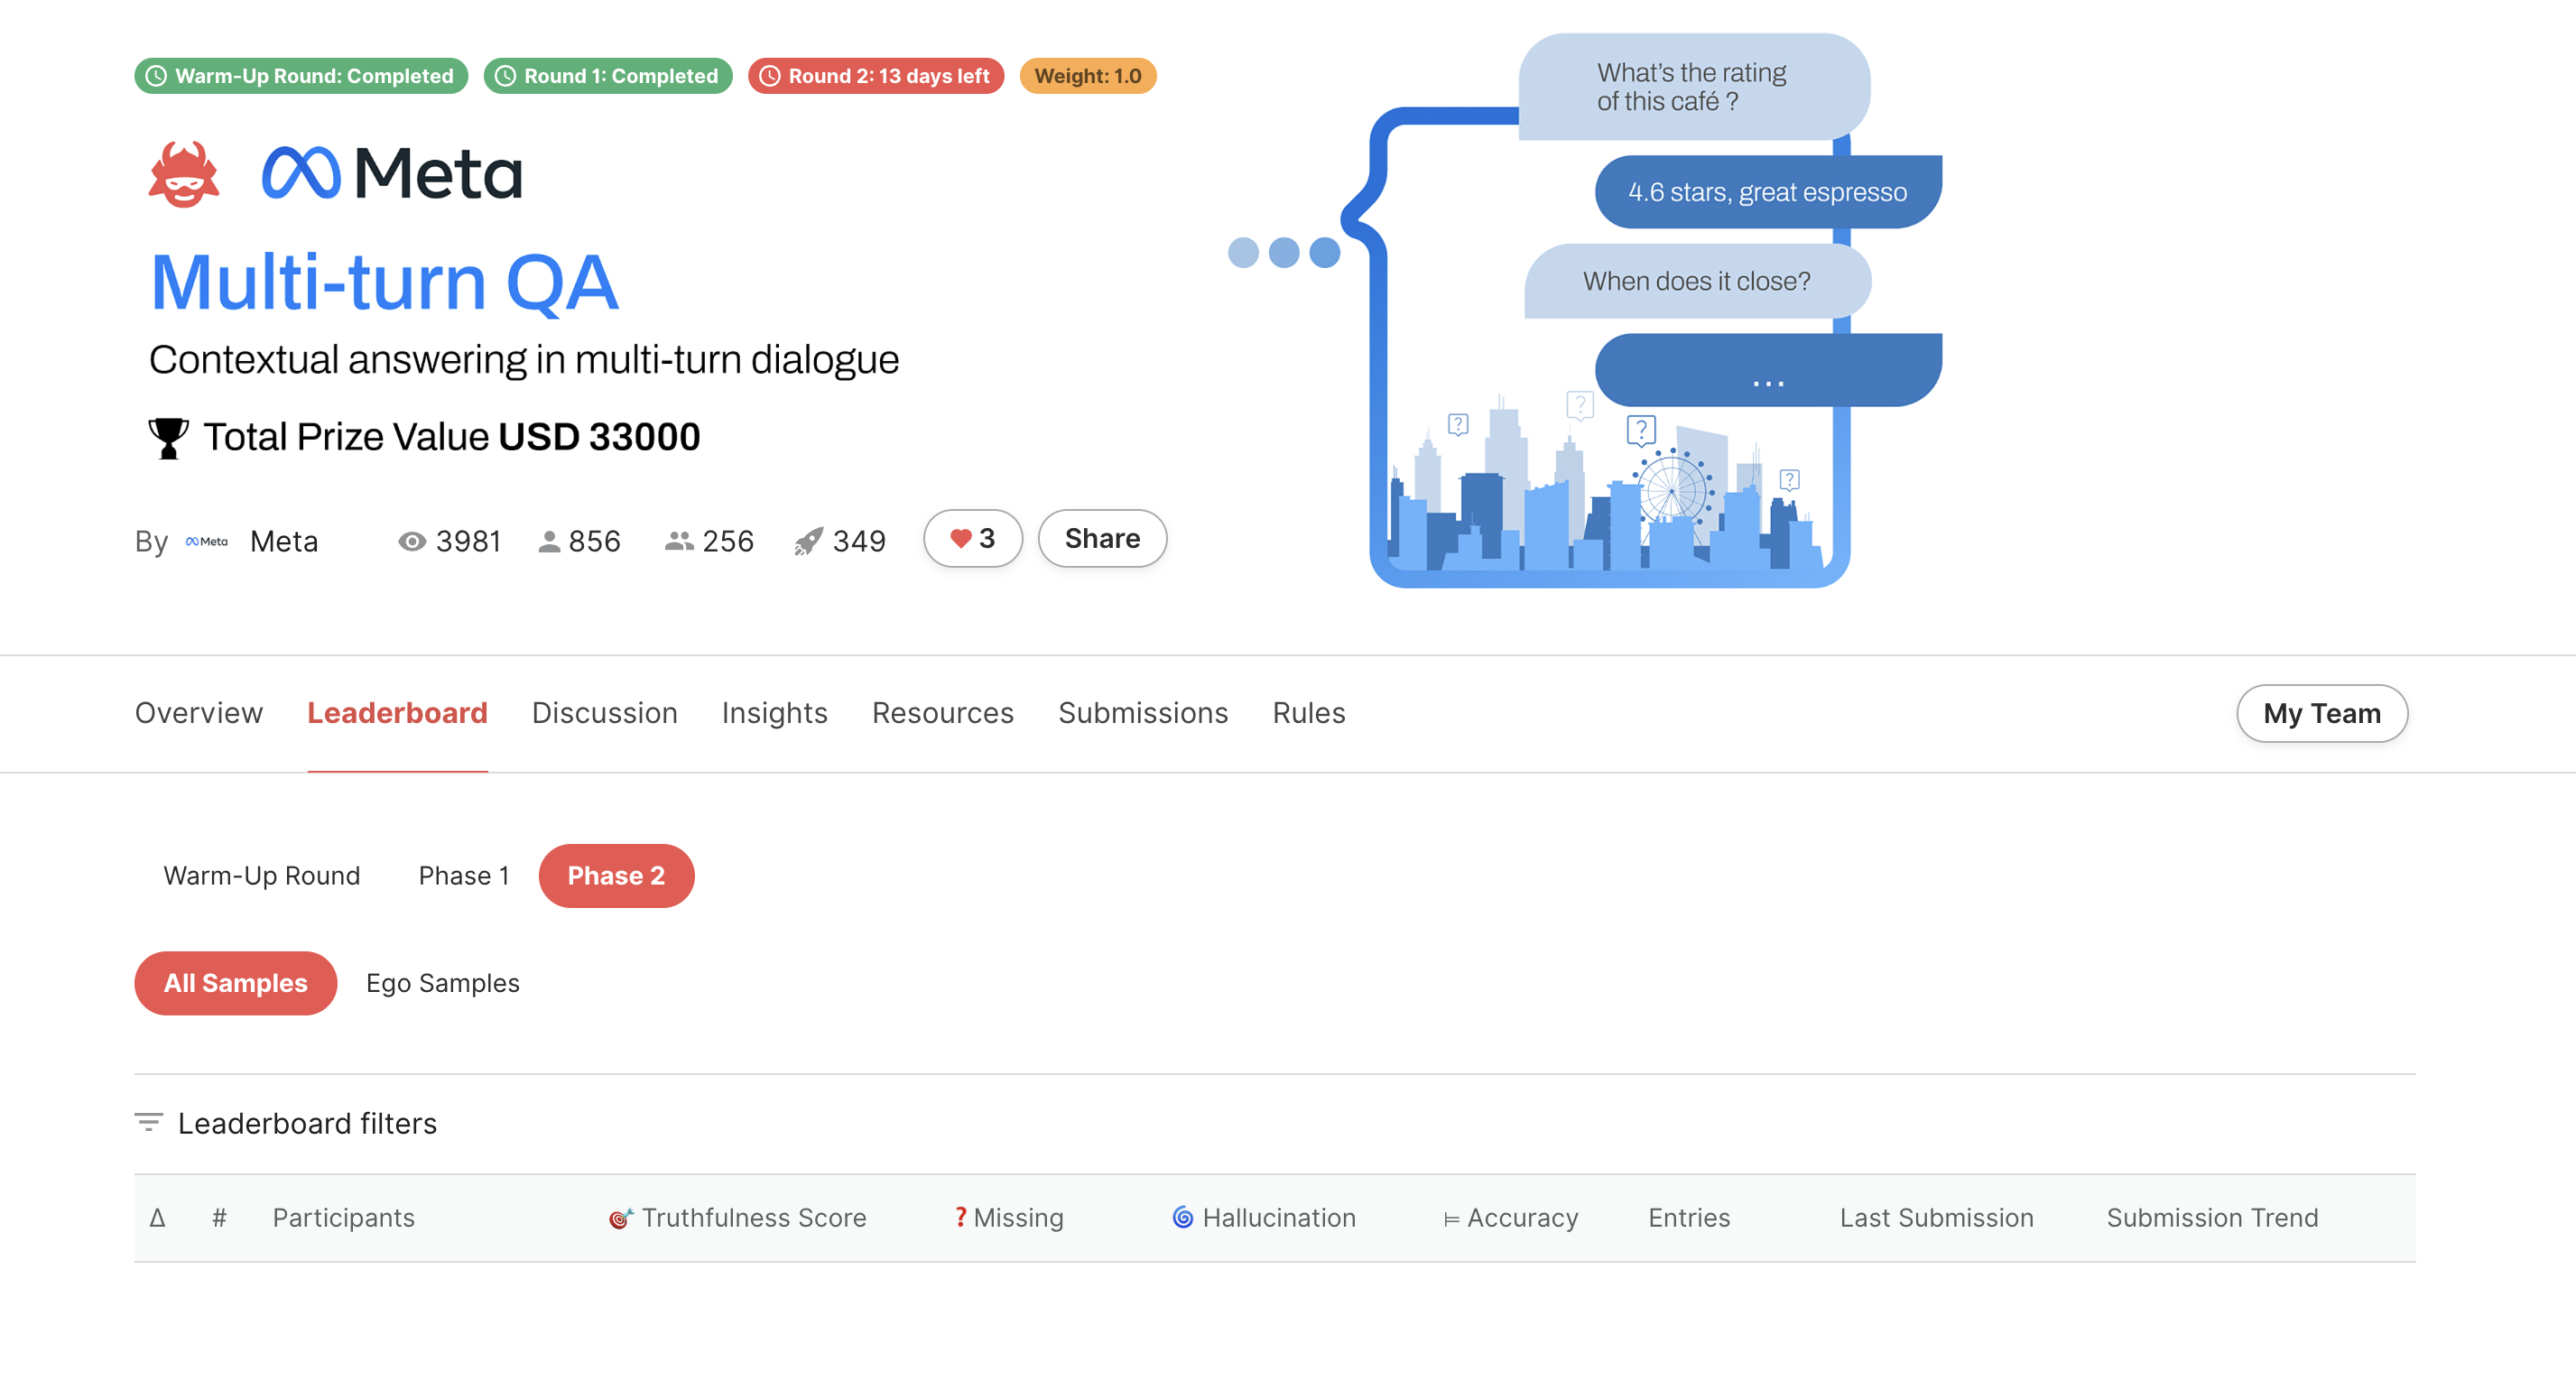 Warm-Up Round: Completed
Round 1: Completed
Round 2: 13 days left
Weight: 1.0
Meta
Multi-turn QA
Contextual answering in multi-turn dialogue
Total Prize Value USD 33000
By Meta Meta 3981 856 256 349 3 Share
What's the rating
of this café ?
4.6 stars, great espresso
When does it close?
...
?
?
?
?
Overview Leaderboard Discussion Insights Resources Submissions Rules My Team
Warm-Up Round Phase 1 Phase 2
All Samples Ego Samples
Leaderboard filters
Δ # Participants 🎯 Truthfulness Score ❓ Missing 🌀 Hallucination ⊨ Accuracy Entries Last Submission Submission Trend